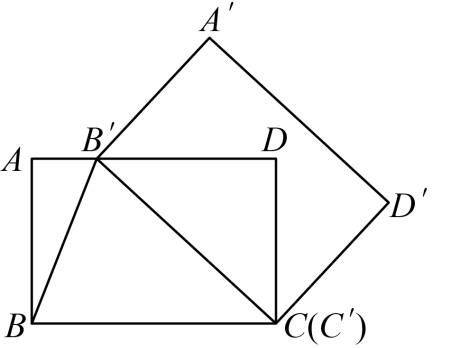 A′
A B′ D
D′
B C(C′)